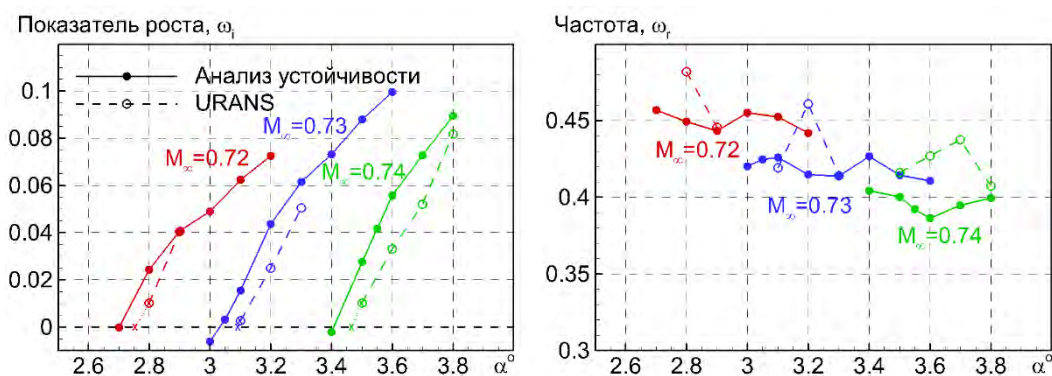 Показатель роста, ωi
0.1
0.08
0.06
0.04
0.02
0
Анализ устойчивости
URANS
M∞=0.73
M∞=0.72
M∞=0.74
2.6 2.8 3 3.2 3.4 3.6 3.8 α°
Частота, ωr
0.45
0.4
0.35
0.3
M∞=0.72
M∞=0.73
M∞=0.74
2.6 2.8 3 3.2 3.4 3.6 3.8 α°